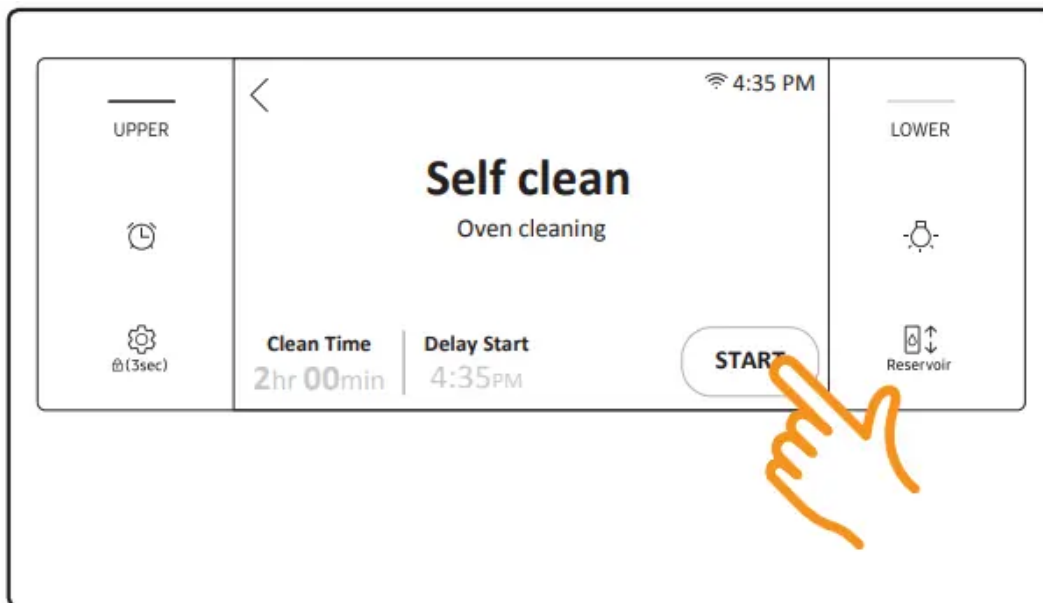 4:35 PM
UPPER
LOWER
Self clean
Oven cleaning
Clean Time
Delay Start
2hr 00min
4:35PM
START
(3sec)
Reservoir